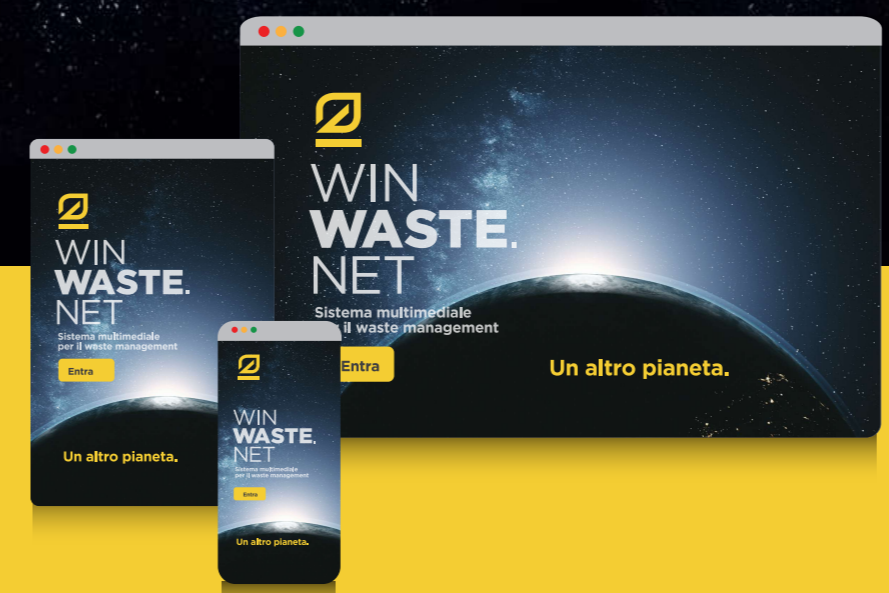 WIN
WASTE.
NET
Sistema multimediale
per il waste management
Entra
Un altro pianeta.
WIN
WASTE.
NET
Sistema multimediale
il waste management
Entra
Un altro pianeta.
WIN
WASTE.
NET
Sistema multimediale
per il waste management
Entra
Un altro pianeta.